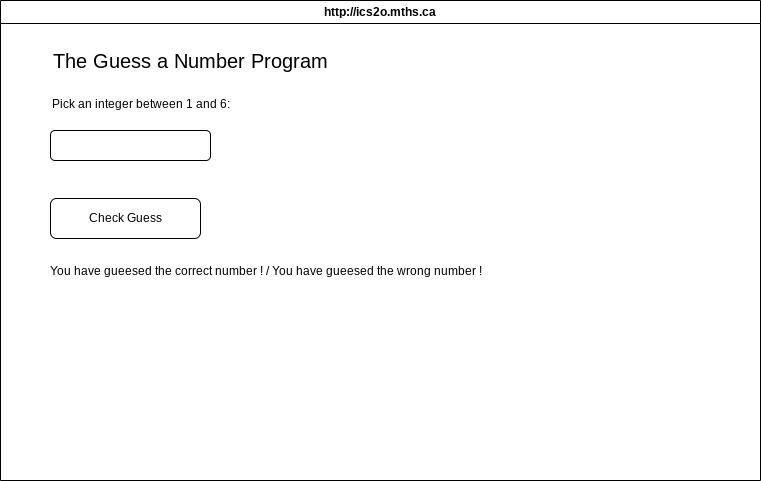 http://ics2o.mths.ca
The Guess a Number Program
Pick an integer between 1 and 6:
Check Guess
You have gueesed the correct number ! / You have gueesed the wrong number !